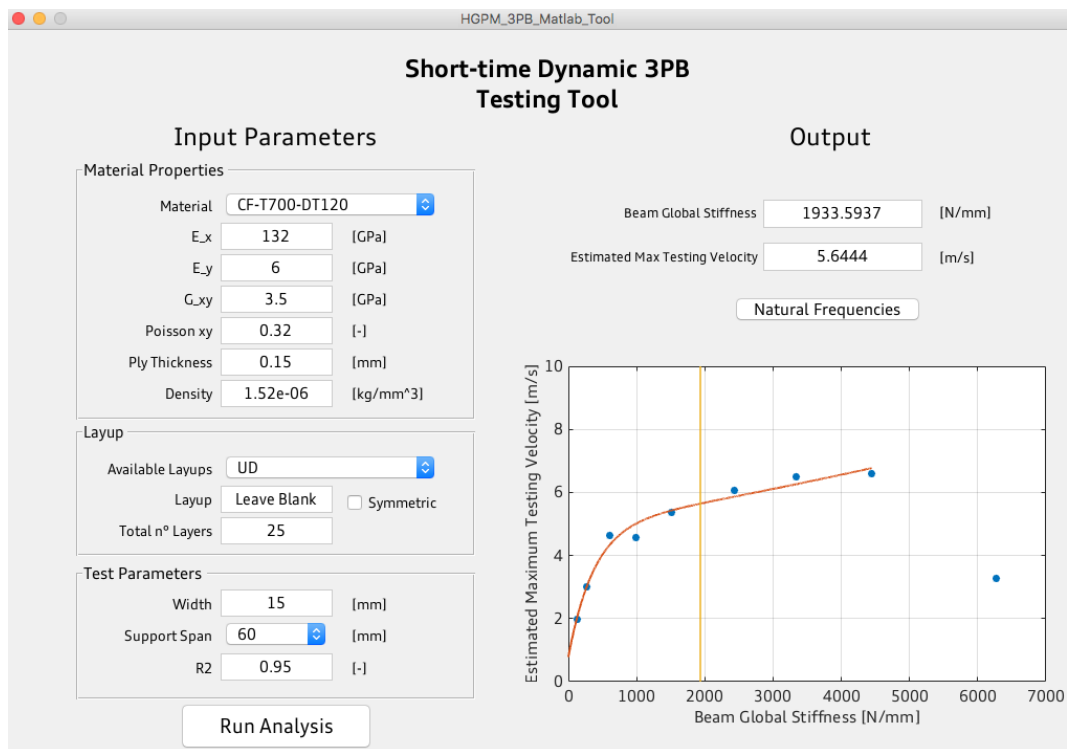 HGPM_3PB_Matlab_Tool
Short-time Dynamic 3PB
Testing Tool
Input Parameters
Material Properties
Material CF-T700-DT120
E_x 132 [GPa]
E_y 6 [GPa]
G_xy 3.5 [GPa]
Poisson xy 0.32 [-]
Ply Thickness 0.15 [mm]
Density 1.52e-06 [kg/mm^3]
Layup
Available Layups UD
Layup Leave Blank Symmetric
Total nº Layers 25
Test Parameters
Width 15 [mm]
Support Span 60 [mm]
R2 0.95 [-]
Run Analysis
Output
Beam Global Stiffness 1933.5937 [N/mm]
Estimated Max Testing Velocity 5.6444 [m/s]
Natural Frequencies
Estimated Maximum Testing Velocity [m/s]
10
8
6
4
2
0
0 1000 2000 3000 4000 5000 6000 7000
Beam Global Stiffness [N/mm]